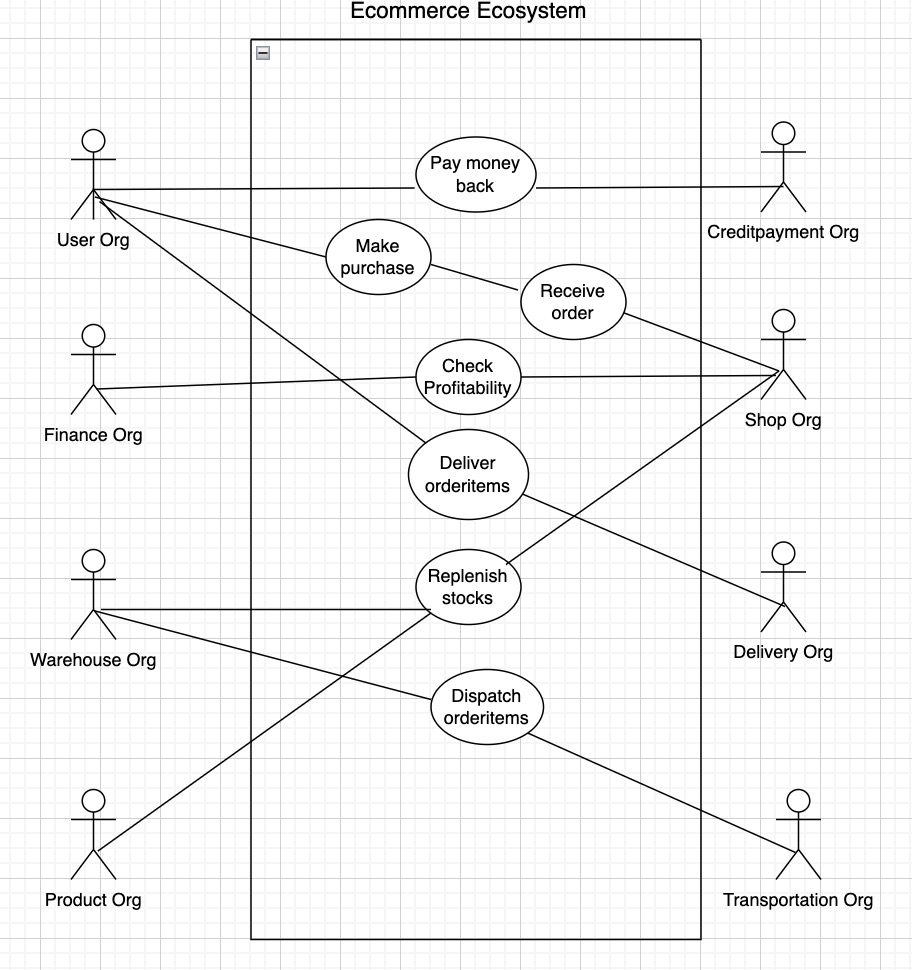 Ecommerce Ecosystem
Pay money
back
User Org
Creditpayment Org
Make
purchase
Receive
order
Check
Profitability
Finance Org
Shop Org
Deliver
orderitems
Replenish
stocks
Warehouse Org
Delivery Org
Dispatch
orderitems
Product Org
Transportation Org